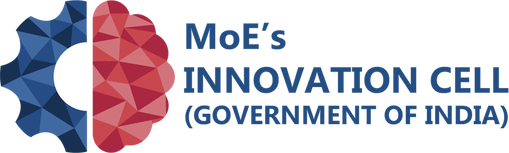 MoE's
INNOVATION CELL
(GOVERNMENT OF INDIA)